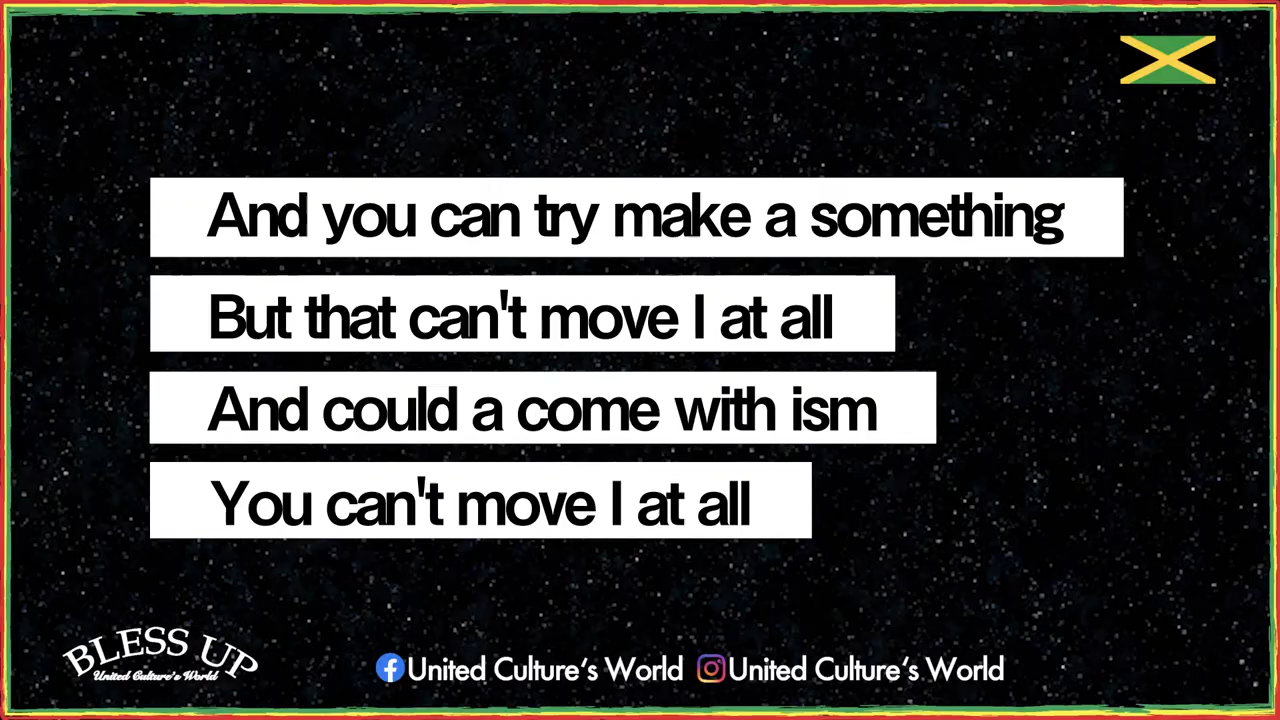 And you can try make a something
But that can't move I at all
And could a come with ism
You can't move I at all
BLESS UP
United Culture's World
United Culture's World United Culture's World